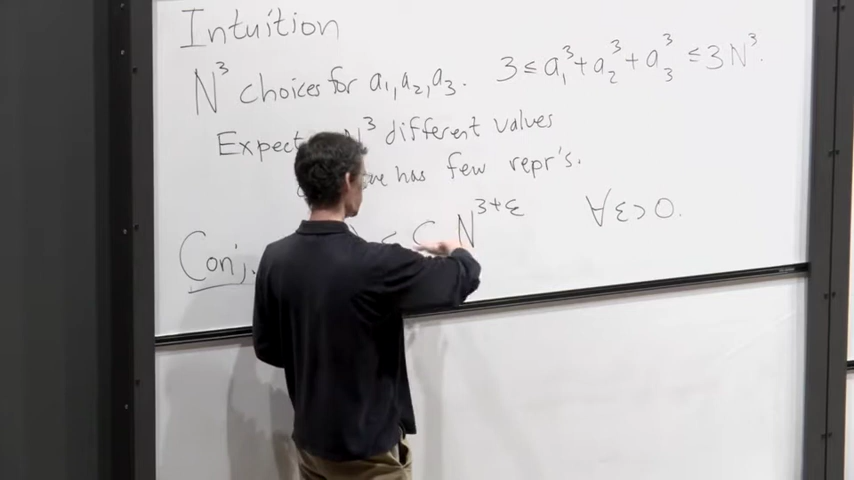 Intuition
N³ choices for a₁, a₂, a₃. 3 ≤ a₁³ + a₂³ + a₃³ ≤ 3N³.
Expect N³ different values
has few repr's.
Conj. ≤ C N^{3+ε} ∀ε>0.